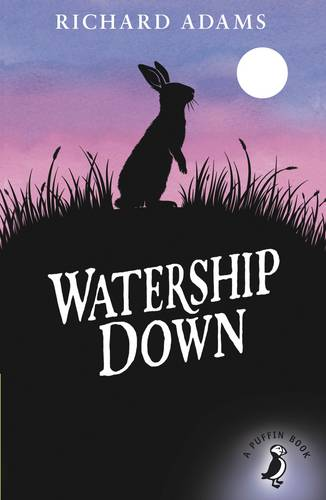 RICHARD ADAMS
WATERSHIP
DOWN
A PUFFIN BOOK